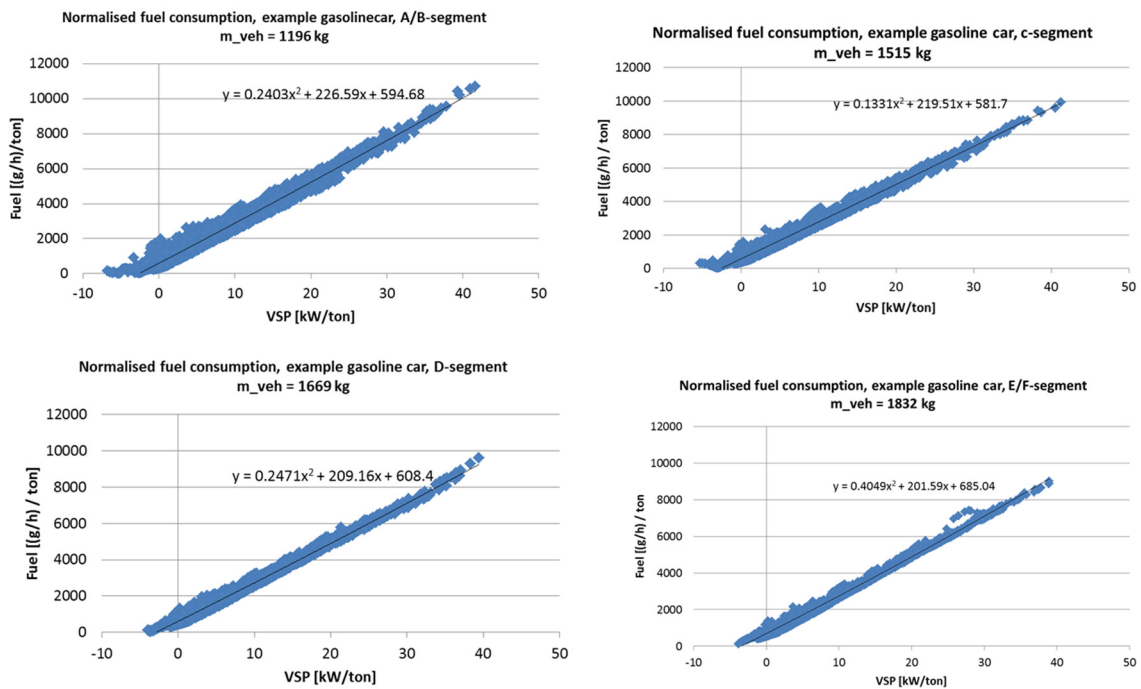 Normalised fuel consumption, example gasolinecar, A/B-segment
m_veh = 1196 kg
12000
10000
8000
6000
4000
2000
0
y = 0.2403x² + 226.59x + 594.68
Fuel [(g/h)/ton]
-10 0 10 20 30 40 50
VSP [kW/ton]
Normalised fuel consumption, example gasoline car, c-segment
m_veh = 1515 kg
12000
10000
8000
6000
4000
2000
0
y = 0.1331x² + 219.51x + 581.7
Fuel [(g/h) / ton]
-10 0 10 20 30 40 50
VSP [kW/ton]
Normalised fuel consumption, example gasoline car, D-segment
m_veh = 1669 kg
12000
10000
8000
6000
4000
2000
0
y = 0.2471x² + 209.16x + 608.4
Fuel [(g/h) / ton]
-10 0 10 20 30 40 50
VSP [kW/ton]
Normalised fuel consumption, example gasoline car, E/F-segment
m_veh = 1832 kg
12000
10000
8000
6000
4000
2000
0
y = 0.4049x² + 201.59x + 685.04
Fuel [(g/h) / ton
-10 0 10 20 30 40 50
VSP [kW/ton]